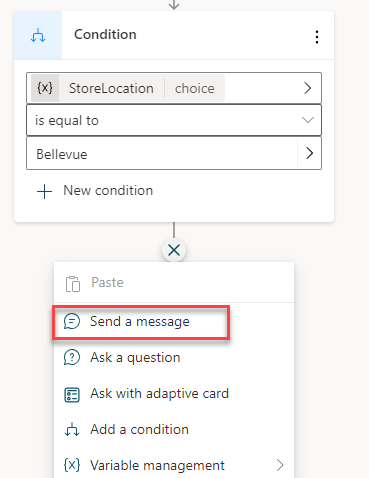 Condition
{x} StoreLocation choice
is equal to
Bellevue
New condition
Paste
Send a message
Ask a question
Ask with adaptive card
Add a condition
{x} Variable management